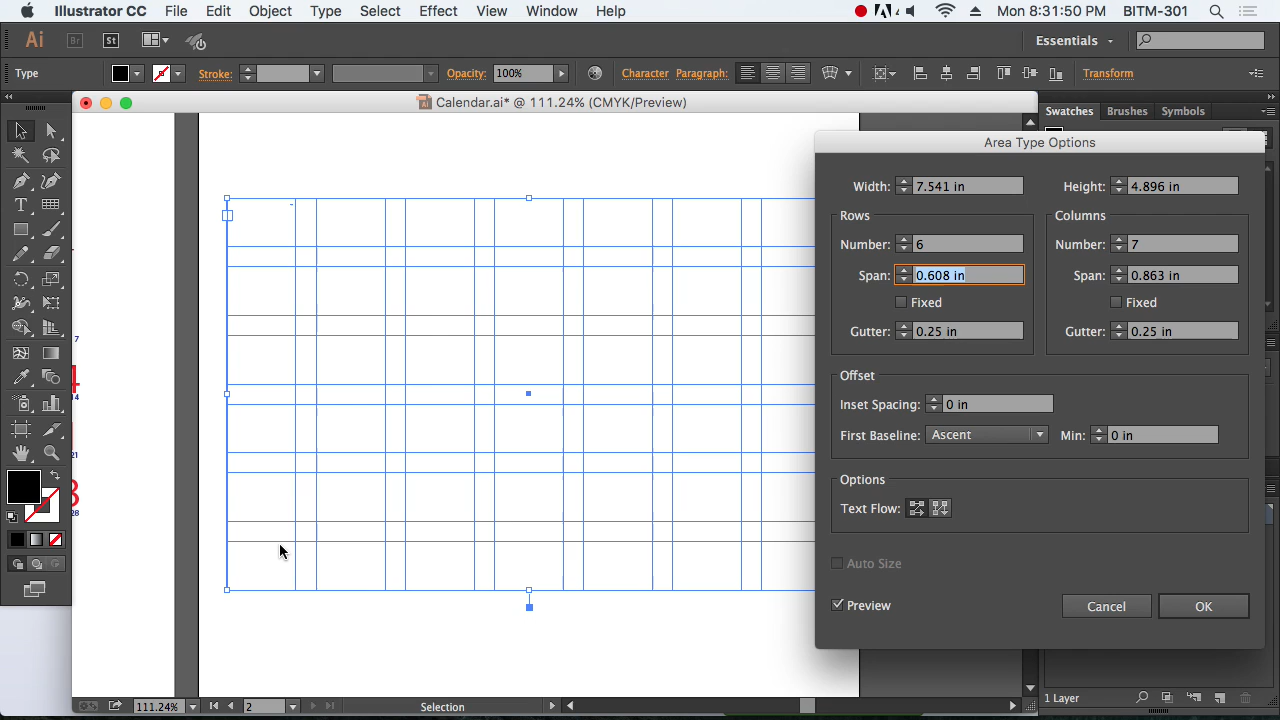 Illustrator CC File Edit Object Type Select Effect View Window Help Mon 8:31:50 PM BITM-301
Ai Br St Essentials
Type Stroke: Opacity: 100% Character Paragraph: Transform
Calendar.ai* @ 111.24% (CMYK/Preview)
Swatches Brushes Symbols
Area Type Options
Width: 7.541 in Height: 4.896 in
Rows Columns
Number: 6 Number: 7
Span: 0.608 in Span: 0.863 in
Fixed Fixed
Gutter: 0.25 in Gutter: 0.25 in
Offset
Inset Spacing: 0 in
First Baseline: Ascent Min: 0 in
Options
Text Flow:
Auto Size
Preview Cancel OK
7
4
14
21
28
1 Layer
111.24% 2 Selection